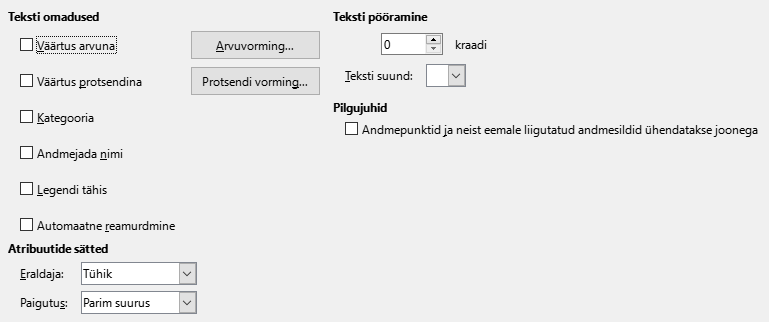 Teksti omadused
Väärtus arvuna
Arvuvorming...
Väärtus protsendina
Protsendi vorming...
Kategooria
Andmejada nimi
Legendi tähis
Automaatne reamurdmine
Atribuutide sätted
Eraldaja:
Tühik
Paigutus:
Parim suurus
Teksti pööramine
0
kraadi
Teksti suund:
Pilgujuhid
Andmepunktid ja neist eemale liigutatud andmesildid ühendatakse joonega